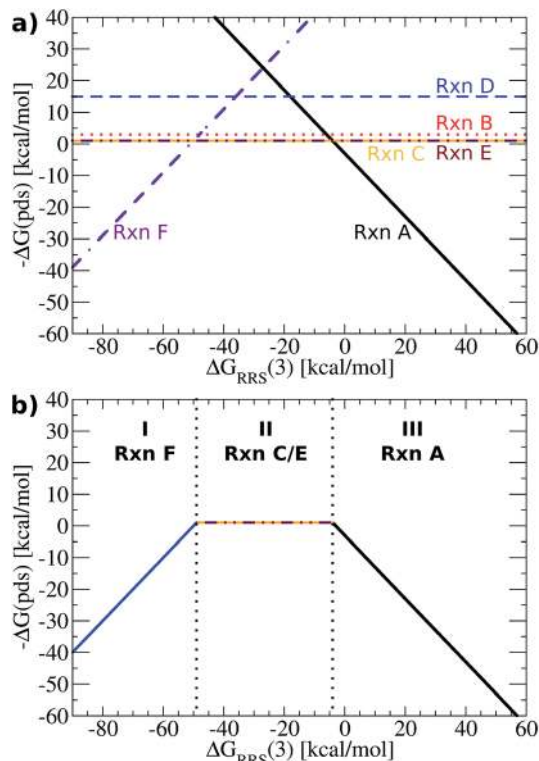 a)
40
30
20
10
0
-10
-20
-30
-40
-50
-60
-ΔG(pds) [kcal/mol]
Rxn D
Rxn B
Rxn C Rxn E
Rxn F
Rxn A
-80 -60 -40 -20 0 20 40 60
ΔG_RRS(3) [kcal/mol]
b)
40
30
20
10
0
-10
-20
-30
-40
-50
-60
-ΔG(pds) [kcal/mol]
I II III
Rxn F Rxn C/E Rxn A
-80 -60 -40 -20 0 20 40 60
ΔG_RRS(3) [kcal/mol]